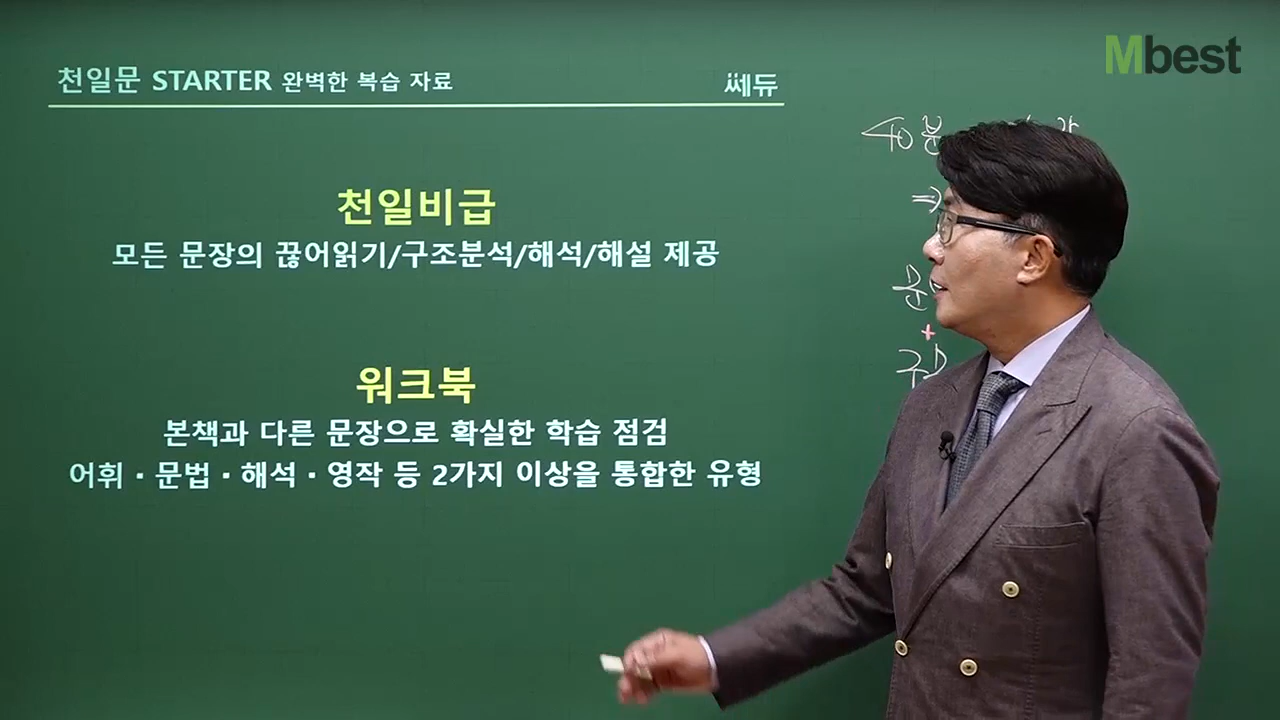 Mbest
천일문 STARTER 완벽한 복습 자료
쎄듀
천일비급
모든 문장의 끊어읽기/구조분석/해석/해설 제공
워크북
본책과 다른 문장으로 확실한 학습 점검
어휘・문법・해석・영작 등 2가지 이상을 통합한 유형
40분
⇒
+